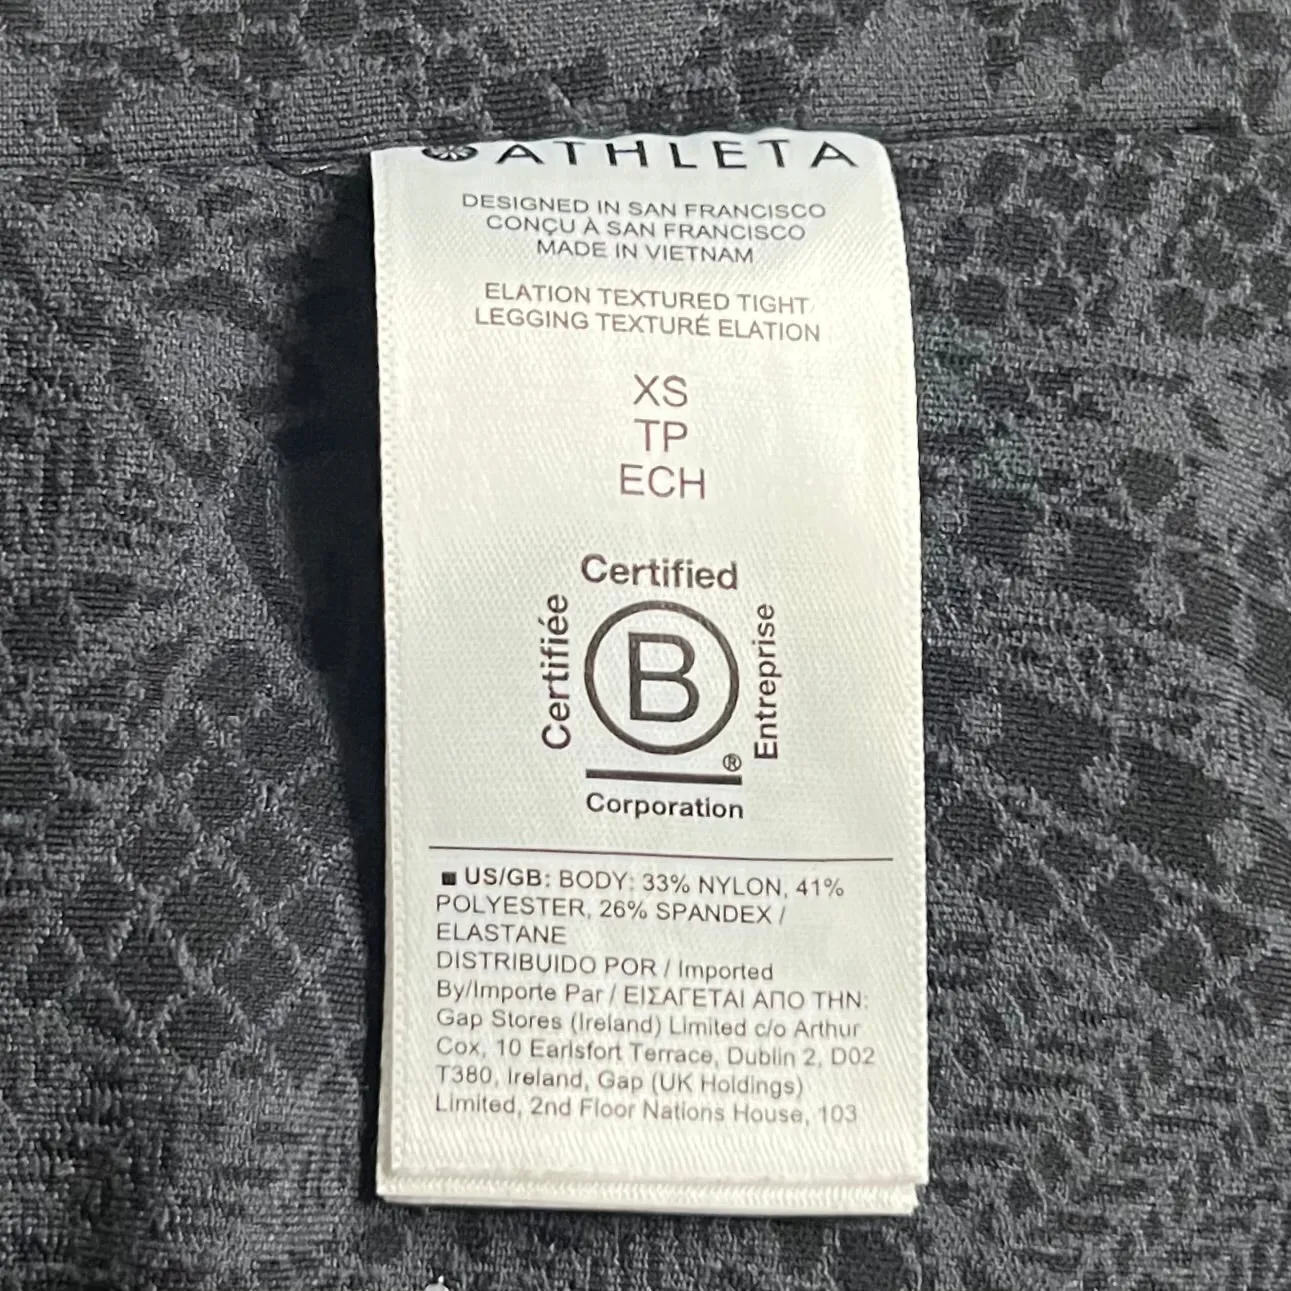 ATHLETA
DESIGNED IN SAN FRANCISCO
CONÇU À SAN FRANCISCO
MADE IN VIETNAM
ELATION TEXTURED TIGHT
LEGGING TEXTURÉ ELATION
XS
TP
ECH
Certified
Certifiée
B
Entreprise
®
Corporation
■ US/GB: BODY: 33% NYLON, 41%
POLYESTER, 26% SPANDEX /
ELASTANE
DISTRIBUIDO POR / Imported
By/Importe Par / ΕΙΣΑΓΕΤΑΙ ΑΠΟ ΤΗΝ:
Gap Stores (Ireland) Limited c/o Arthur
Cox, 10 Earlsfort Terrace, Dublin 2, D02
T380, Ireland, Gap (UK Holdings)
Limited, 2nd Floor Nations House, 103